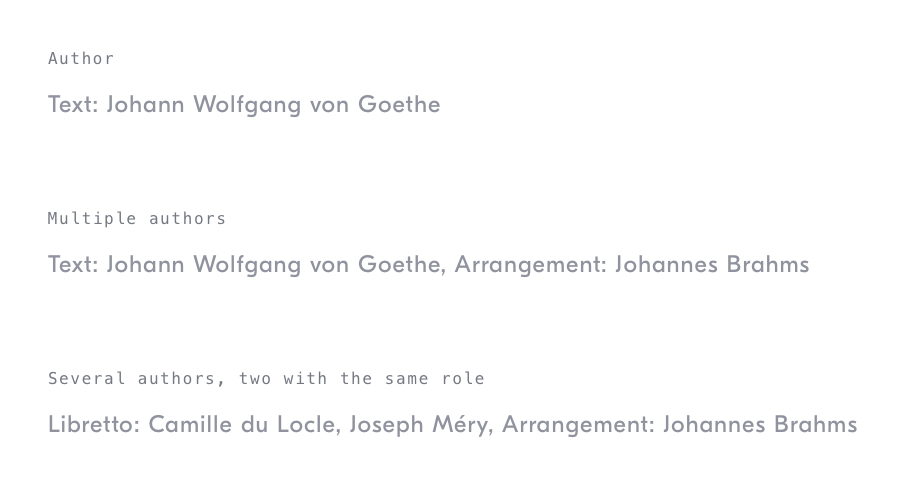 Author
Text: Johann Wolfgang von Goethe
Multiple authors
Text: Johann Wolfgang von Goethe, Arrangement: Johannes Brahms
Several authors, two with the same role
Libretto: Camille du Locle, Joseph Méry, Arrangement: Johannes Brahms